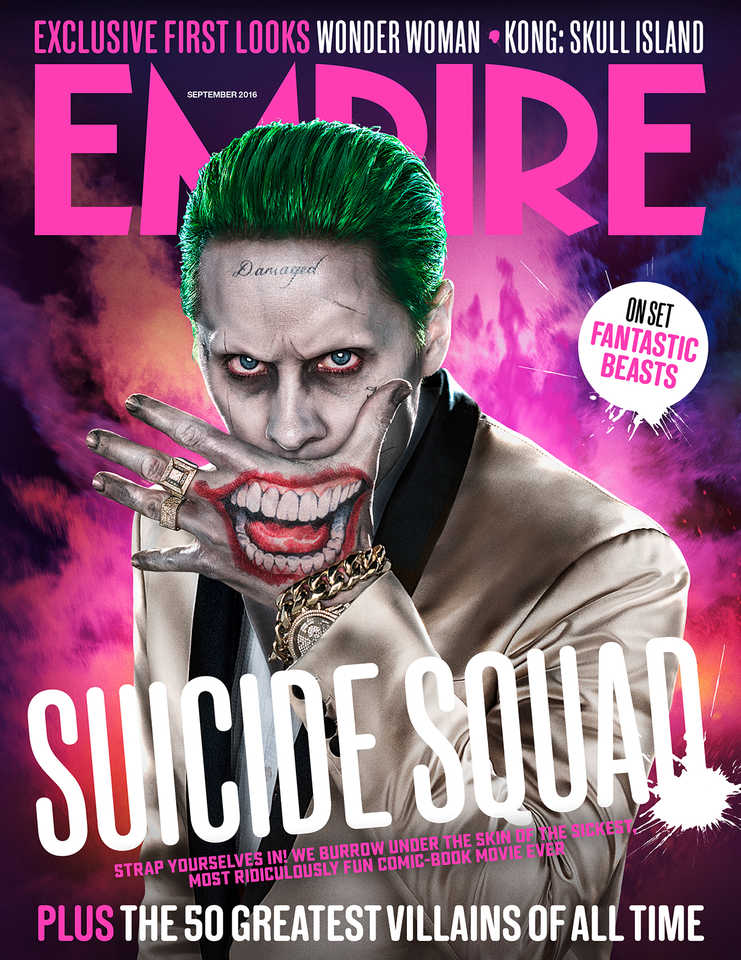 EXCLUSIVE FIRST LOOKS WONDER WOMAN • KONG: SKULL ISLAND
EMPIRE
SEPTEMBER 2016
Damaged
ON SET
FANTASTIC
BEASTS
SUICIDE SQUAD
STRAP YOURSELVES IN! WE BURROW UNDER THE SKIN OF THE SICKEST,
MOST RIDICULOUSLY FUN COMIC-BOOK MOVIE EVER
PLUS THE 50 GREATEST VILLAINS OF ALL TIME